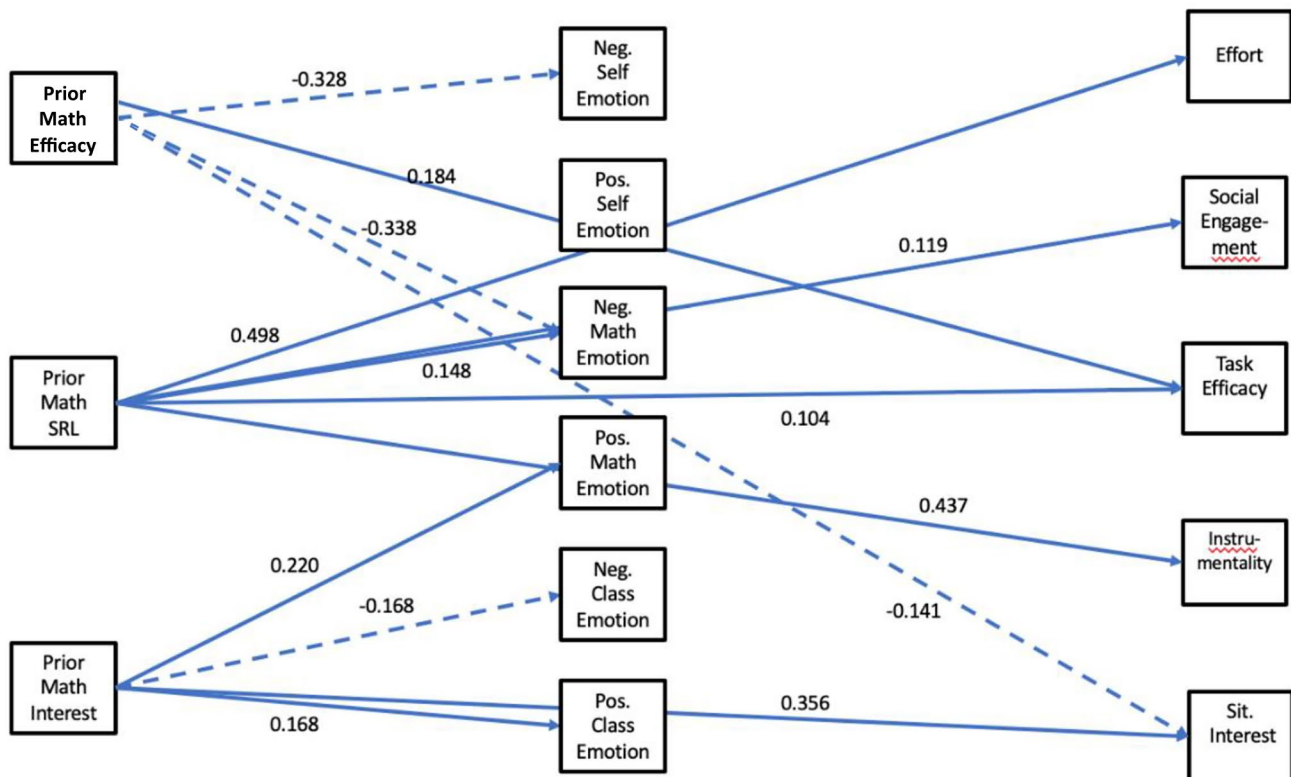 Prior
Math
Efficacy
Prior
Math
SRL
Prior
Math
Interest
-0.328
0.184
-0.338
0.498
0.148
0.220
-0.168
0.168
Neg.
Self
Emotion
Pos.
Self
Emotion
Neg.
Math
Emotion
Pos.
Math
Emotion
Neg.
Class
Emotion
Pos.
Class
Emotion
0.119
0.104
0.437
-0.141
0.356
Effort
Social
Engage-
ment
Task
Efficacy
Instru-
mentality
Sit.
Interest